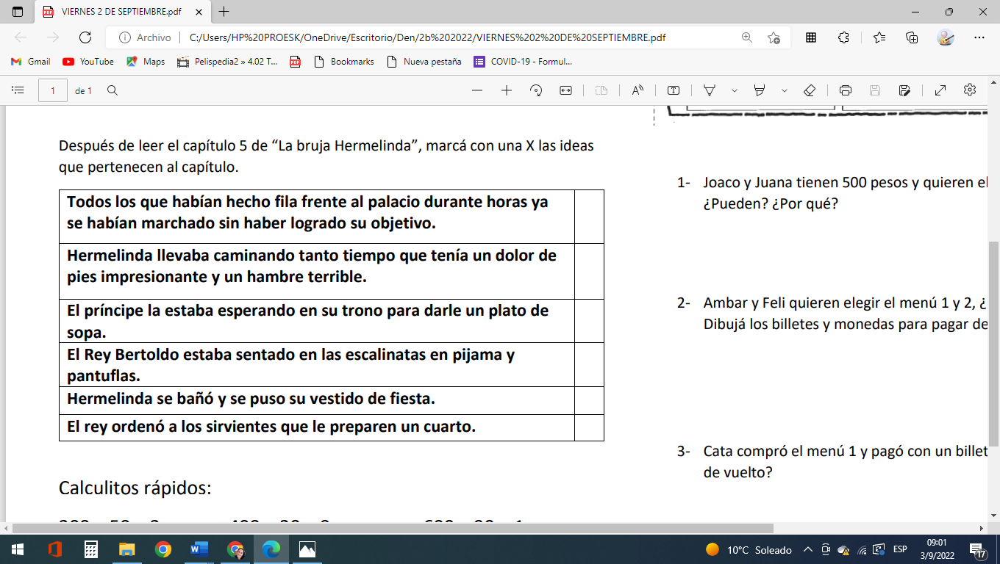 VIERNES 2 DE SEPTIEMBRE.pdf
Archivo C:/Users/HP%20PROESK/OneDrive/Escritorio/Den/2b%202022/VIERNES%202%20DE%20SEPTIEMBRE.pdf
Gmail YouTube Maps Pelispedia2 » 4.02 T... Bookmarks Nueva pestaña COVID-19 - Formul...
1 de 1
Después de leer el capítulo 5 de “La bruja Hermelinda”, marcá con una X las ideas
que pertenecen al capítulo.
Todos los que habían hecho fila frente al palacio durante horas ya
se habían marchado sin haber logrado su objetivo.
Hermelinda llevaba caminando tanto tiempo que tenía un dolor de
pies impresionante y un hambre terrible.
El príncipe la estaba esperando en su trono para darle un plato de
sopa.
El Rey Bertoldo estaba sentado en las escalinatas en pijama y
pantuflas.
Hermelinda se bañó y se puso su vestido de fiesta.
El rey ordenó a los sirvientes que le preparen un cuarto.
Calculitos rápidos:
1- Joaco y Juana tienen 500 pesos y quieren el
¿Pueden? ¿Por qué?
2- Ambar y Feli quieren elegir el menú 1 y 2, ¿
Dibujá los billetes y monedas para pagar de
3- Cata compró el menú 1 y pagó con un billet
de vuelto?
10°C Soleado ESP 09:01
3/9/2022 17